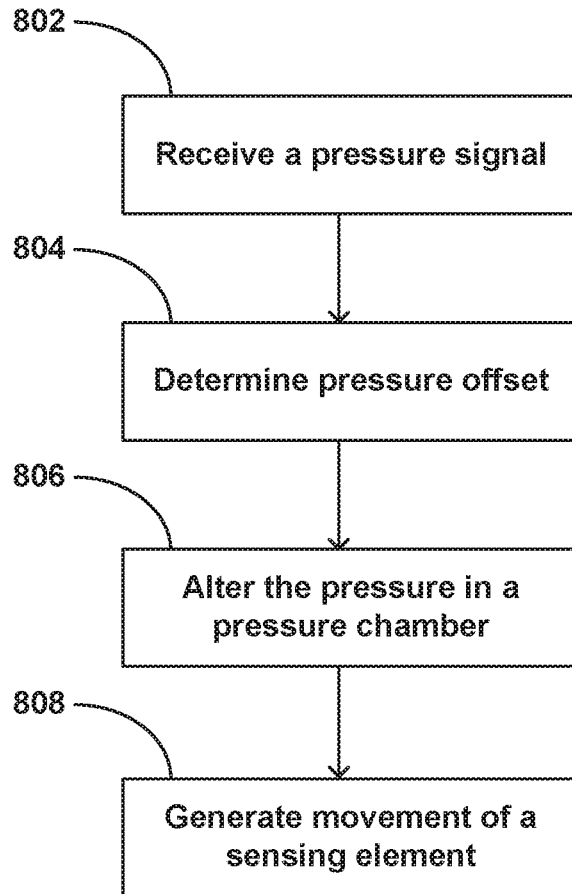 802
Receive a pressure signal
804
Determine pressure offset
806
Alter the pressure in a
pressure chamber
808
Generate movement of a
sensing element